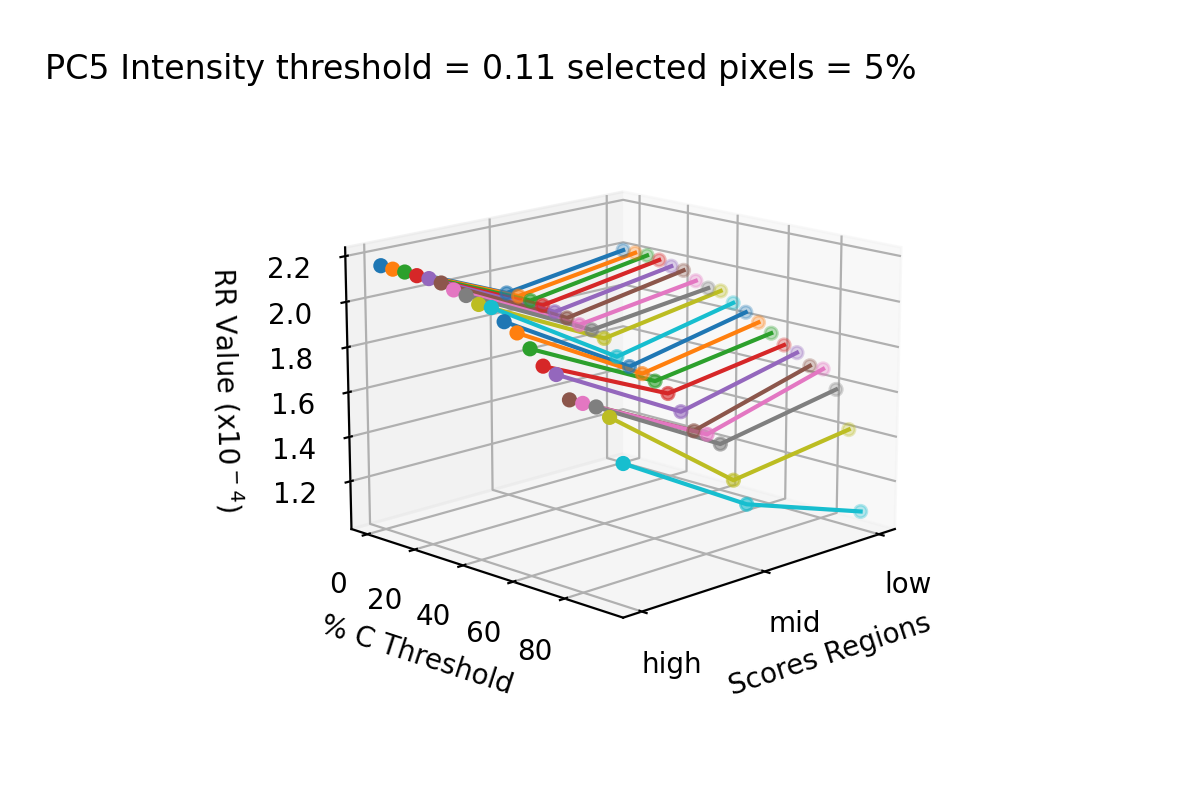 PC5 Intensity threshold = 0.11 selected pixels = 5%
2.2
2.0
1.8
1.6
1.4
1.2
RR Value (x10⁻⁴)
0
20
40
60
80
% C Threshold
high
mid
low
Scores Regions